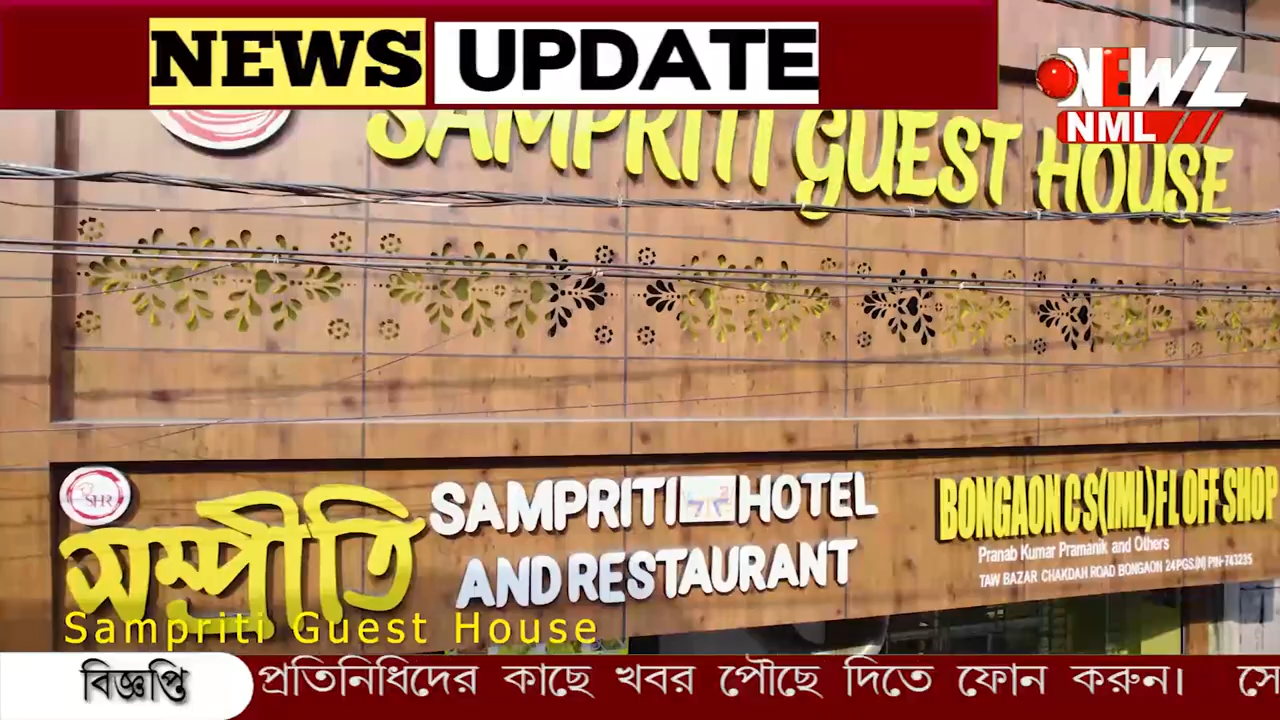 NEWS UPDATE
NEWZ
NML
SAMPRITI GUEST HOUSE
SHR
সম্প্রীতি
SAMPRITI HOTEL
AND RESTAURANT
BONGAON C S (IML) FL OFF SHOP
Pranab Kumar Pramanik and Others
TAW BAZAR CHAKDAH ROAD BONGAON 24PGS.(N) PIN-743235
Sampriti Guest House
বিজ্ঞপ্তি
প্রতিনিধিদের কাছে খবর পৌছে দিতে ফোন করুন। সে